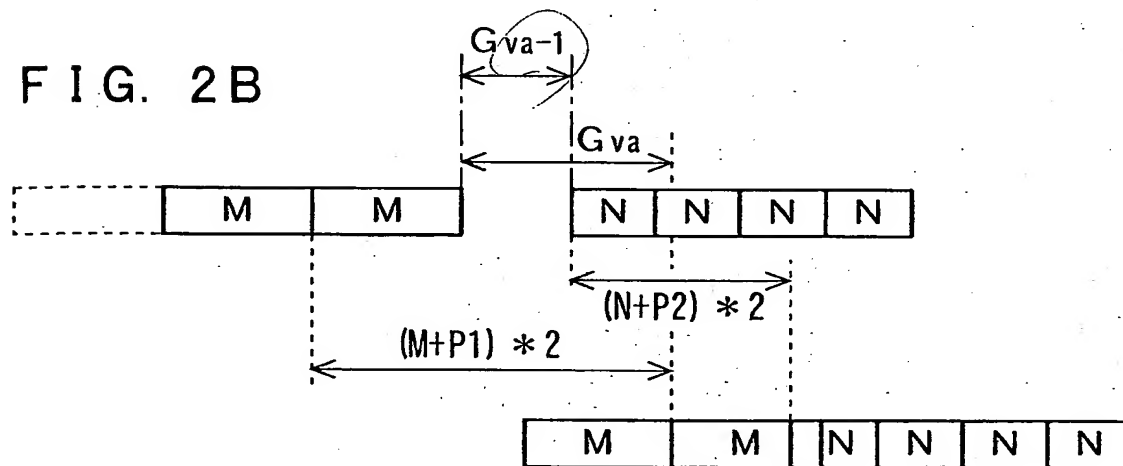 Gva-1
FIG. 2B
Gva
M M N N N N
(N+P2) * 2
(M+P1) * 2
M M N N N N